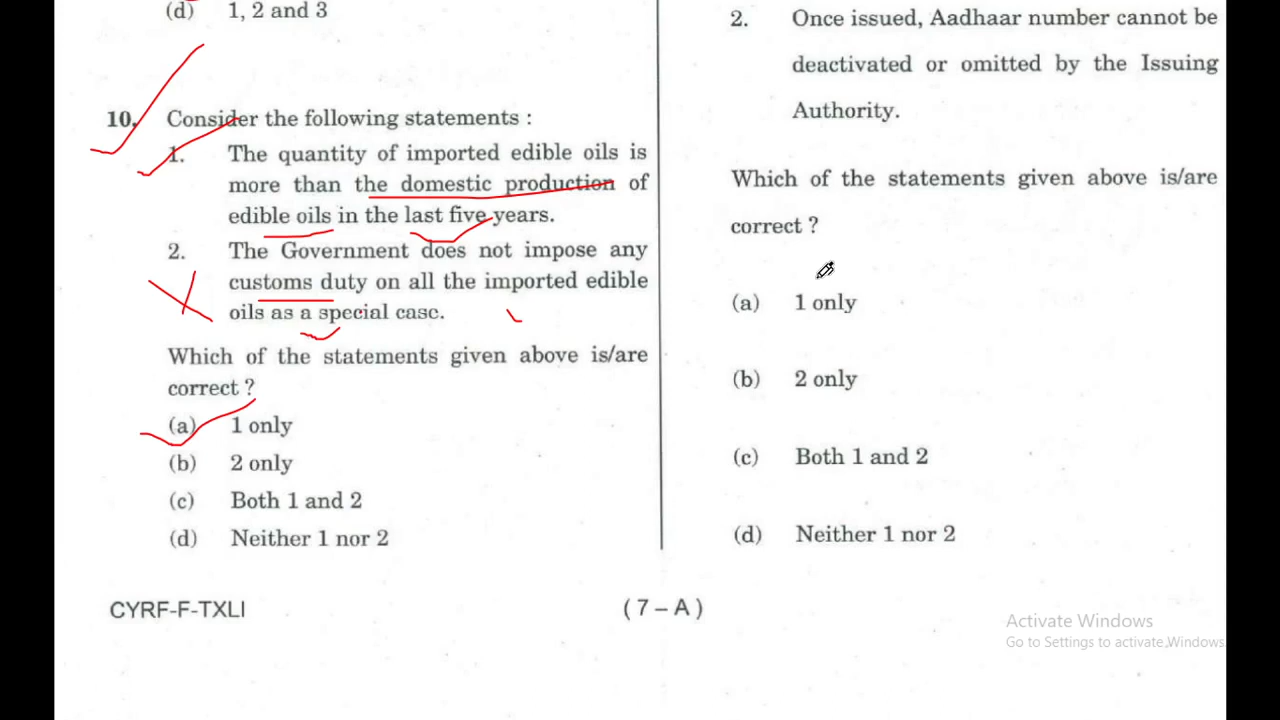 (d) 1, 2 and 3
10. Consider the following statements :
1. The quantity of imported edible oils is
more than the domestic production of
edible oils in the last five years.
2. The Government does not impose any
customs duty on all the imported edible
oils as a special case.
Which of the statements given above is/are
correct ?
(a) 1 only
(b) 2 only
(c) Both 1 and 2
(d) Neither 1 nor 2
2. Once issued, Aadhaar number cannot be
deactivated or omitted by the Issuing
Authority.
Which of the statements given above is/are
correct ?
(a) 1 only
(b) 2 only
(c) Both 1 and 2
(d) Neither 1 nor 2
CYRF-F-TXLI
( 7 – A )
Activate Windows
Go to Settings to activate Windows.